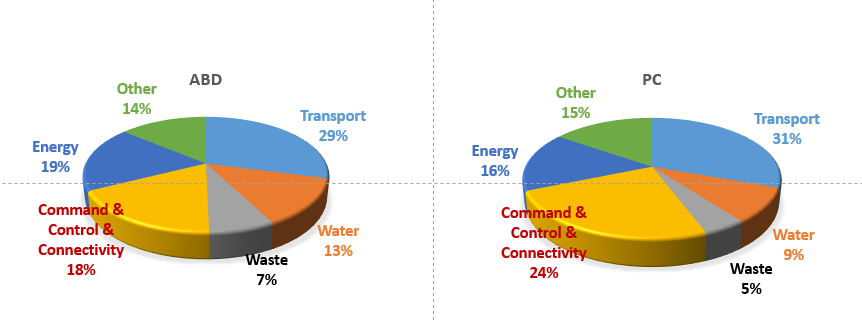 ABD
Other
14%
Transport
29%
Energy
19%
Command &
Control &
Connectivity
18%
Water
13%
Waste
7%
PC
Other
15%
Transport
31%
Energy
16%
Command &
Control &
Connectivity
24%
Water
9%
Waste
5%